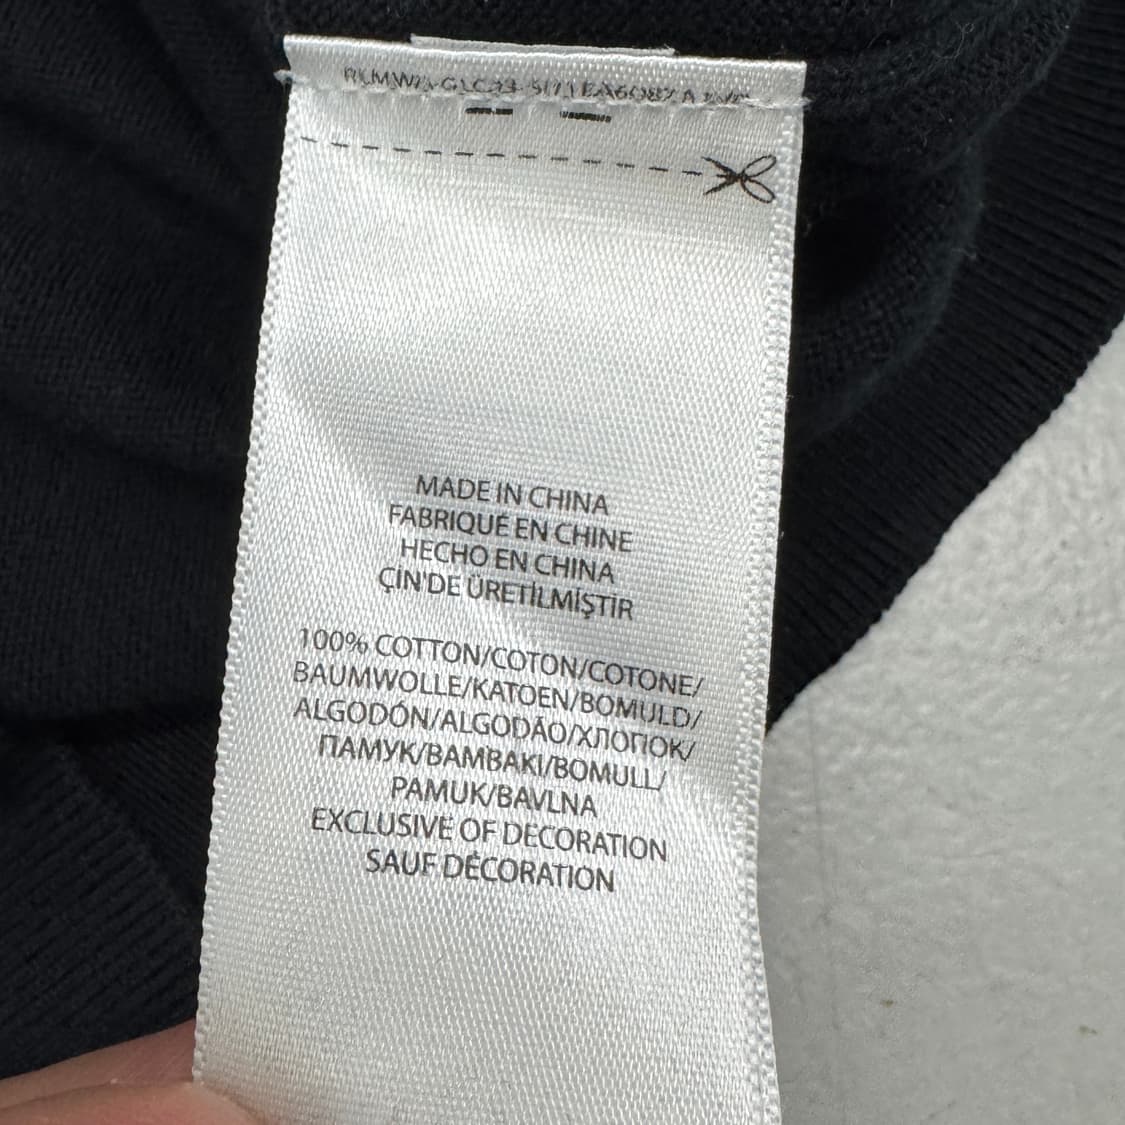 MADE IN CHINA
FABRIQUÉ EN CHINE
HECHO EN CHINA
ÇIN'DE ÜRETİLMİŞTİR
100% COTTON/COTON/COTONE/
BAUMWOLLE/KATOEN/BOMULD/
ALGODÓN/ALGODÃO/ХЛОПОК/
ПАМУК/BAMBAKI/BOMULL/
PAMUK/BAVLNA
EXCLUSIVE OF DECORATION
SAUF DÉCORATION